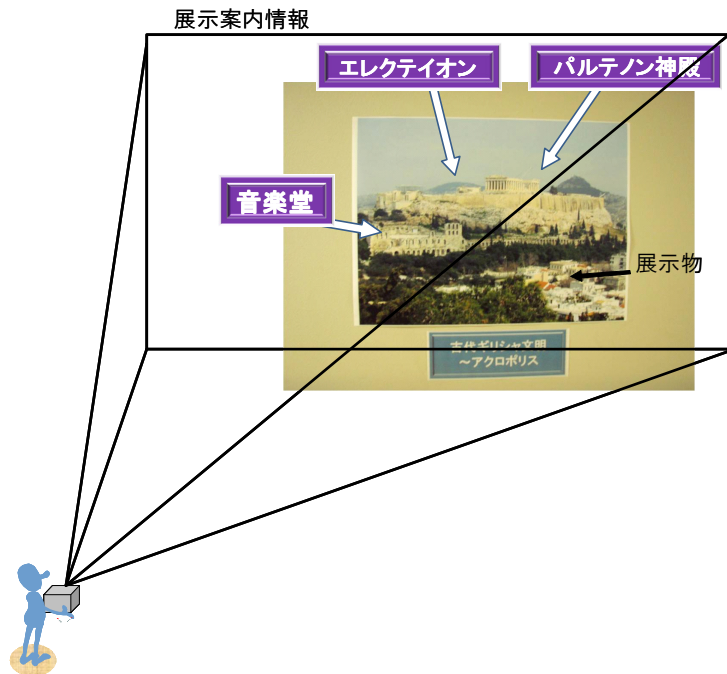 展示案内情報
エレクテイオン
パルテノン神殿
音楽堂
展示物
古代ギリシャ文明
~アクロポリス